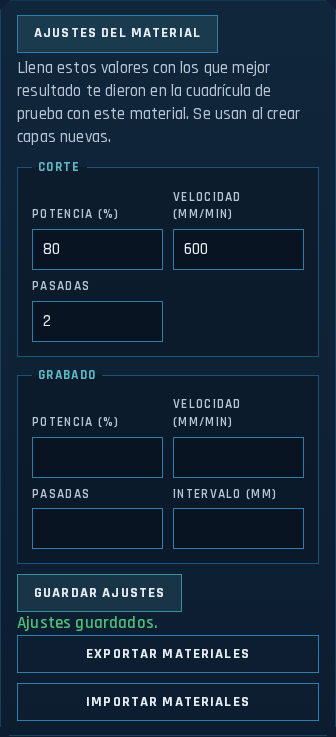 AJUSTES DEL MATERIAL
Llena estos valores con los que mejor
resultado te dieron en la cuadrícula de
prueba con este material. Se usan al crear
capas nuevas.
CORTE
POTENCIA (%)
VELOCIDAD
(MM/MIN)
80
600
PASADAS
2
GRABADO
POTENCIA (%)
VELOCIDAD
(MM/MIN)
PASADAS
INTERVALO (MM)
GUARDAR AJUSTES
Ajustes guardados.
EXPORTAR MATERIALES
IMPORTAR MATERIALES